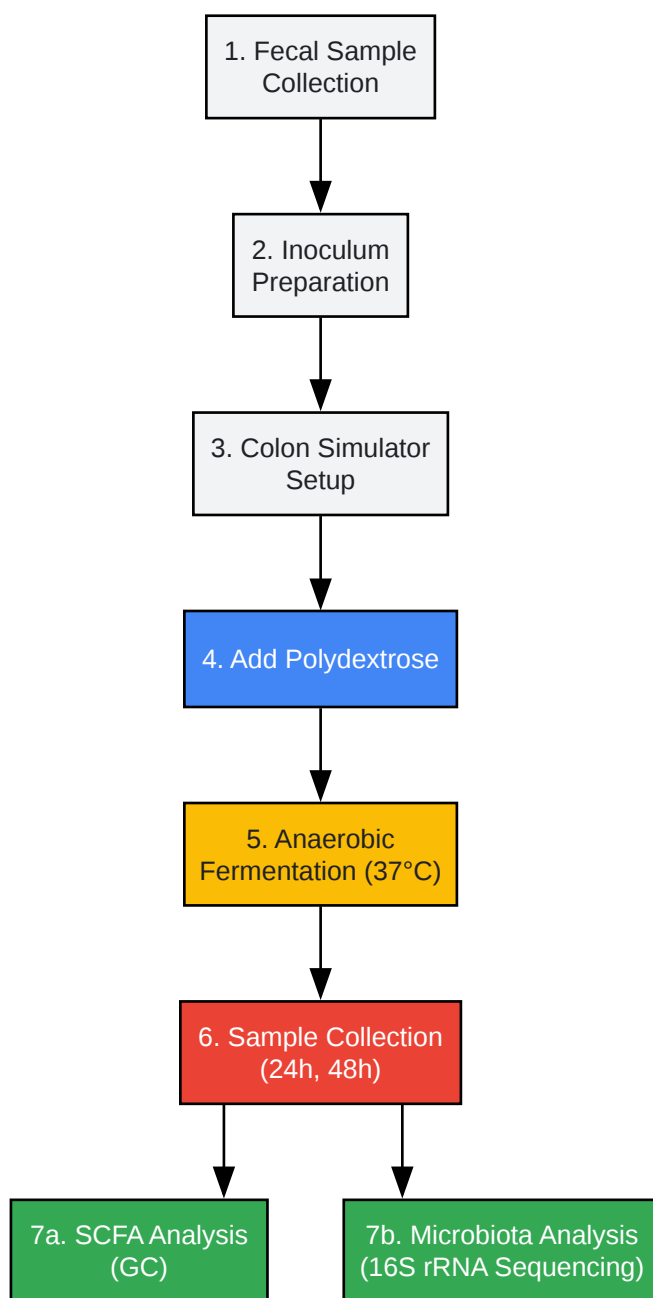 1. Fecal Sample
Collection
2. Inoculum
Preparation
3. Colon Simulator
Setup
4. Add Polydextrose
5. Anaerobic
Fermentation (37°C)
6. Sample Collection
(24h, 48h)
7a. SCFA Analysis
(GC)
7b. Microbiota Analysis
(16S rRNA Sequencing)